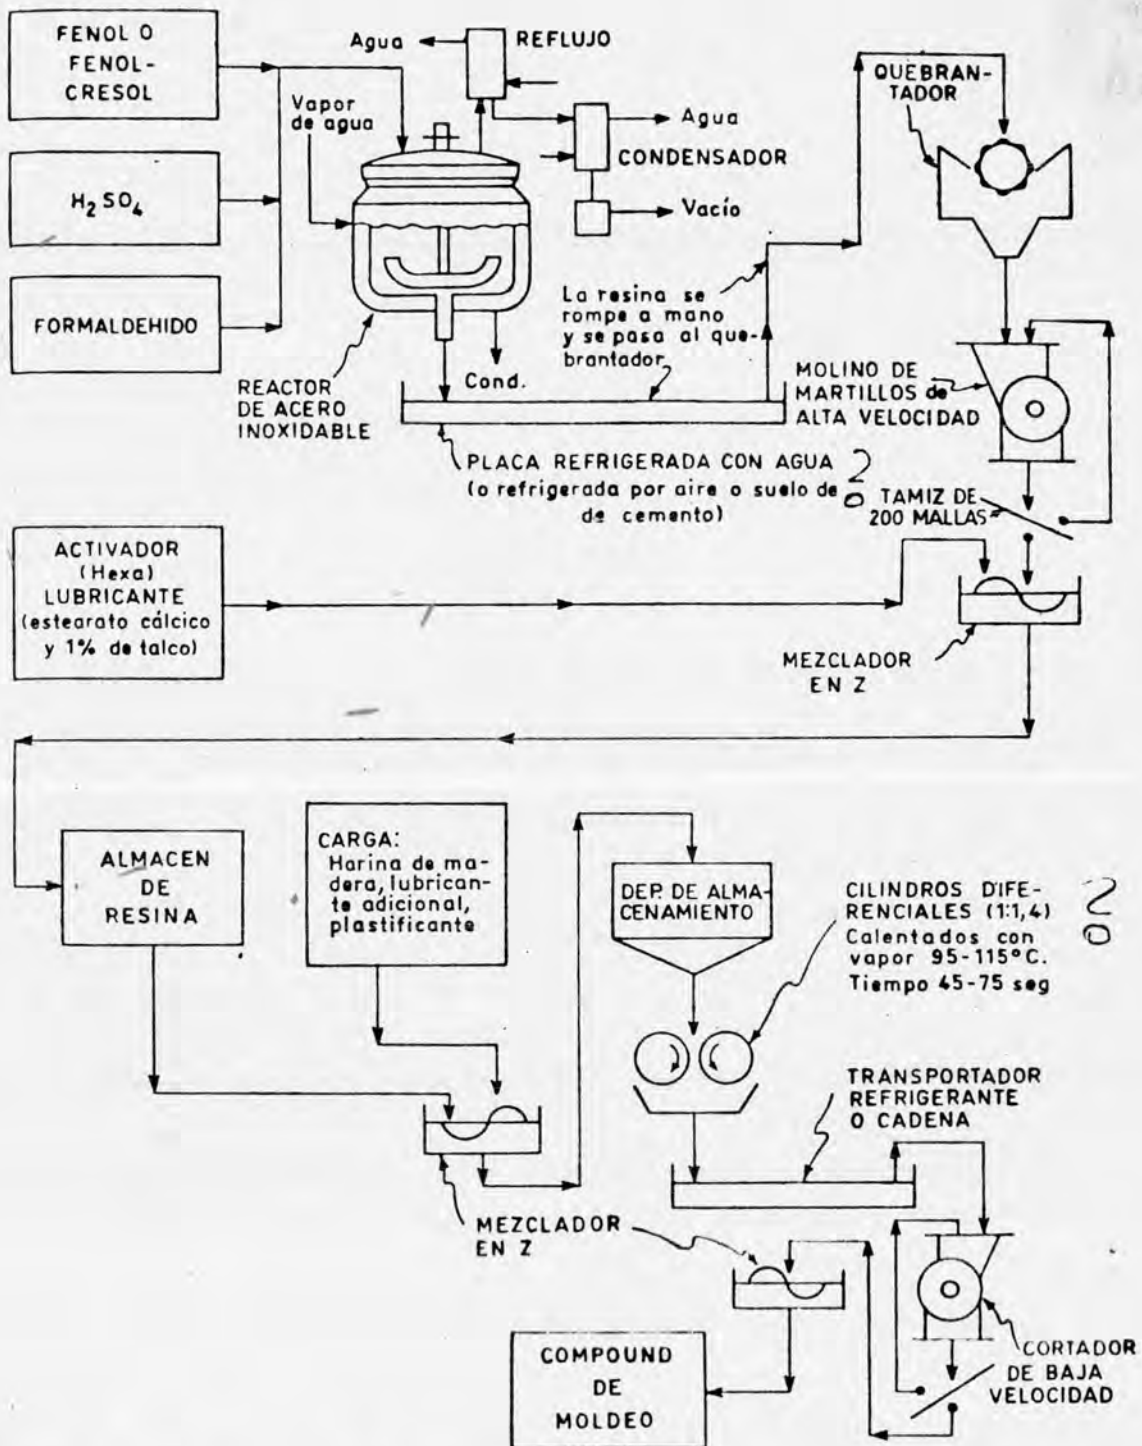 FENOL O
FENOL-
CRESOL
H2SO4
FORMALDEHIDO
Vapor
de agua
Agua
REFLUJO
Agua
CONDENSADOR
Vacío
REACTOR
DE ACERO
INOXIDABLE
Cond.
La resina se
rompe a mano
y se pasa al que-
brantador
PLACA REFRIGERADA CON AGUA
(o refrigerada por aire o suelo de
de cemento)
20
QUEBRAN-
TADOR
MOLINO DE
MARTILLOS de
ALTA VELOCIDAD
TAMIZ DE
200 MALLAS
ACTIVADOR
(Hexa)
LUBRICANTE
(estearato cálcico
y 1% de talco)
MEZCLADOR
EN Z
ALMACEN
DE
RESINA
CARGA:
Harina de ma-
dera, lubrican-
te adicional,
plastificante
DEP. DE ALMA-
CENAMIENTO
CILINDROS DIFE-
RENCIALES (1:1,4)
Calentados con
vapor 95-115°C.
Tiempo 45-75 seg
20
TRANSPORTADOR
REFRIGERANTE
O CADENA
MEZCLADOR
EN Z
CORTADOR
DE BAJA
VELOCIDAD
COMPOUND
DE
MOLDEO